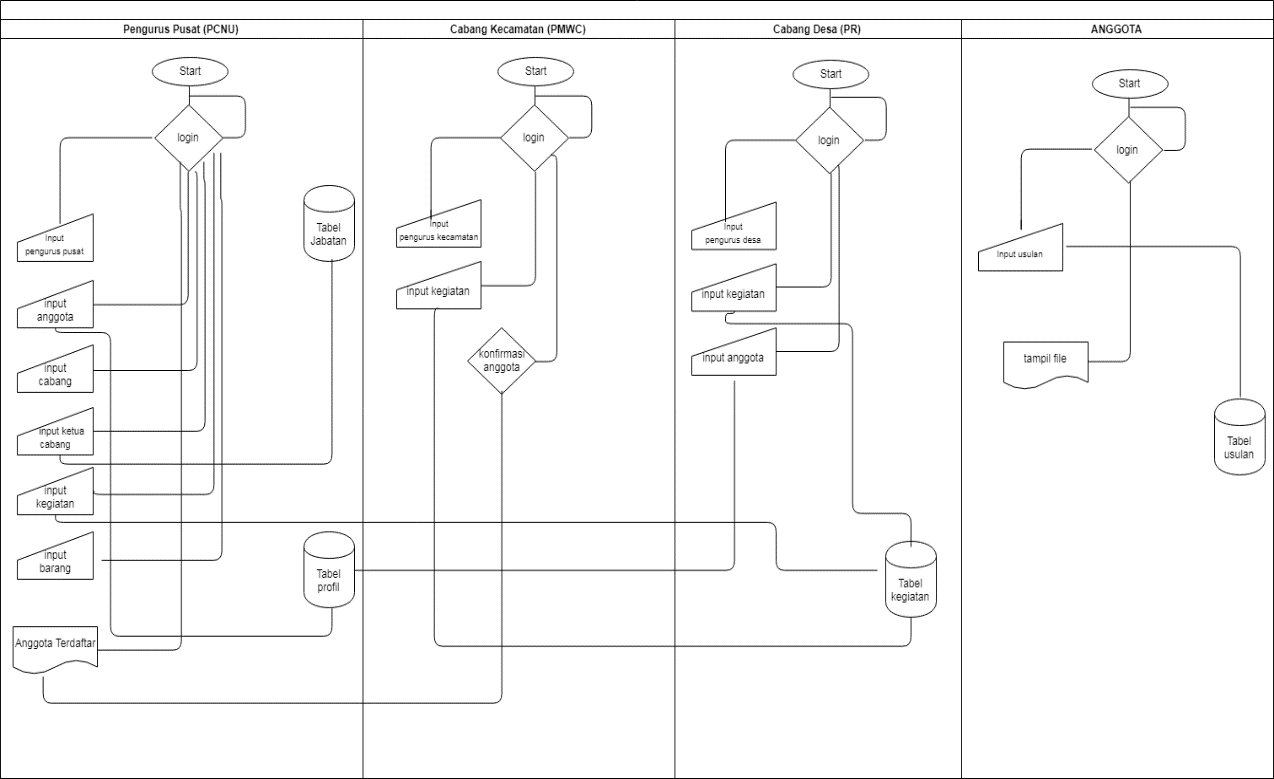 Pengurus Pusat (PCNU)
Cabang Kecamatan (PMWC)
Cabang Desa (PR)
ANGGOTA
Start
login
Input
pengurus pusat
input
anggota
input
cabang
input ketua
cabang
input
kegiatan
input
barang
Anggota Terdaftar
Tabel
Jabatan
Tabel
profil
Start
login
Input
pengurus kecamatan
input kegiatan
konfirmasi
anggota
Start
login
Input
pengurus desa
input kegiatan
input anggota
Tabel
kegiatan
Start
login
Input usulan
tampil file
Tabel
usulan